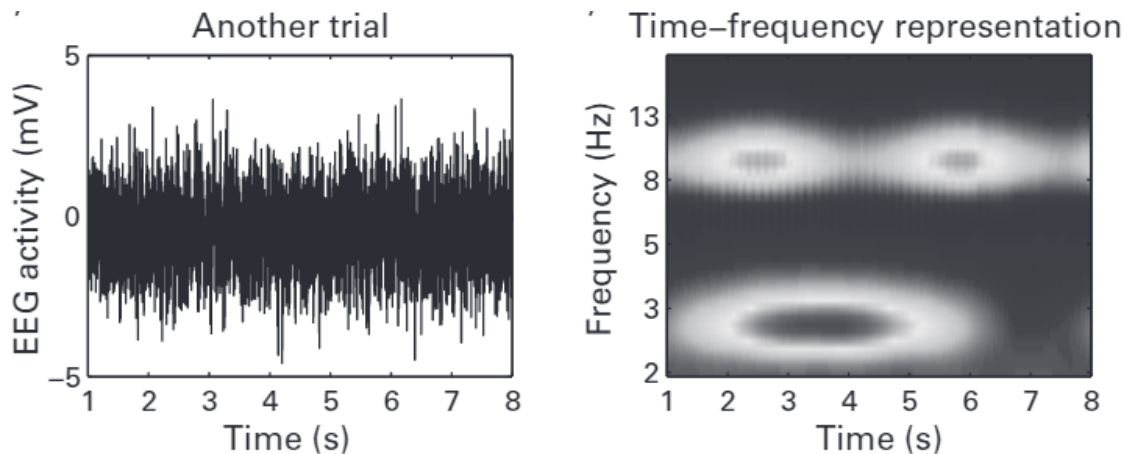 Another trial
5
0
−5
EEG activity (mV)
1 2 3 4 5 6 7 8
Time (s)
Time–frequency representation
13
8
5
3
2
Frequency (Hz)
1 2 3 4 5 6 7 8
Time (s)